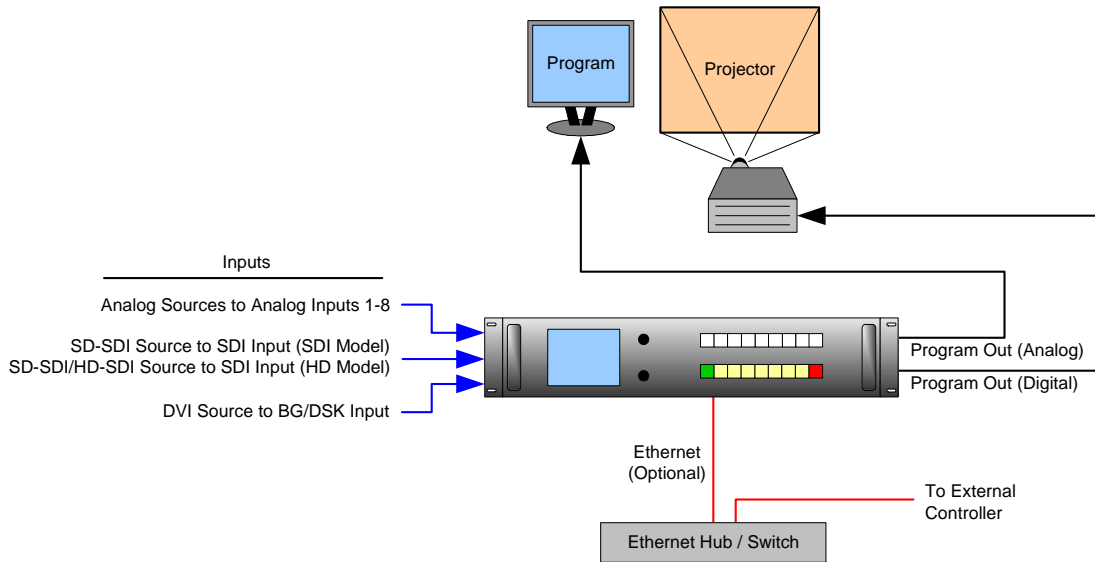 Program
Projector
Inputs
Analog Sources to Analog Inputs 1-8
SD-SDI Source to SDI Input (SDI Model)
SD-SDI/HD-SDI Source to SDI Input (HD Model)
DVI Source to BG/DSK Input
Program Out (Analog)
Program Out (Digital)
Ethernet
(Optional)
To External
Controller
Ethernet Hub / Switch